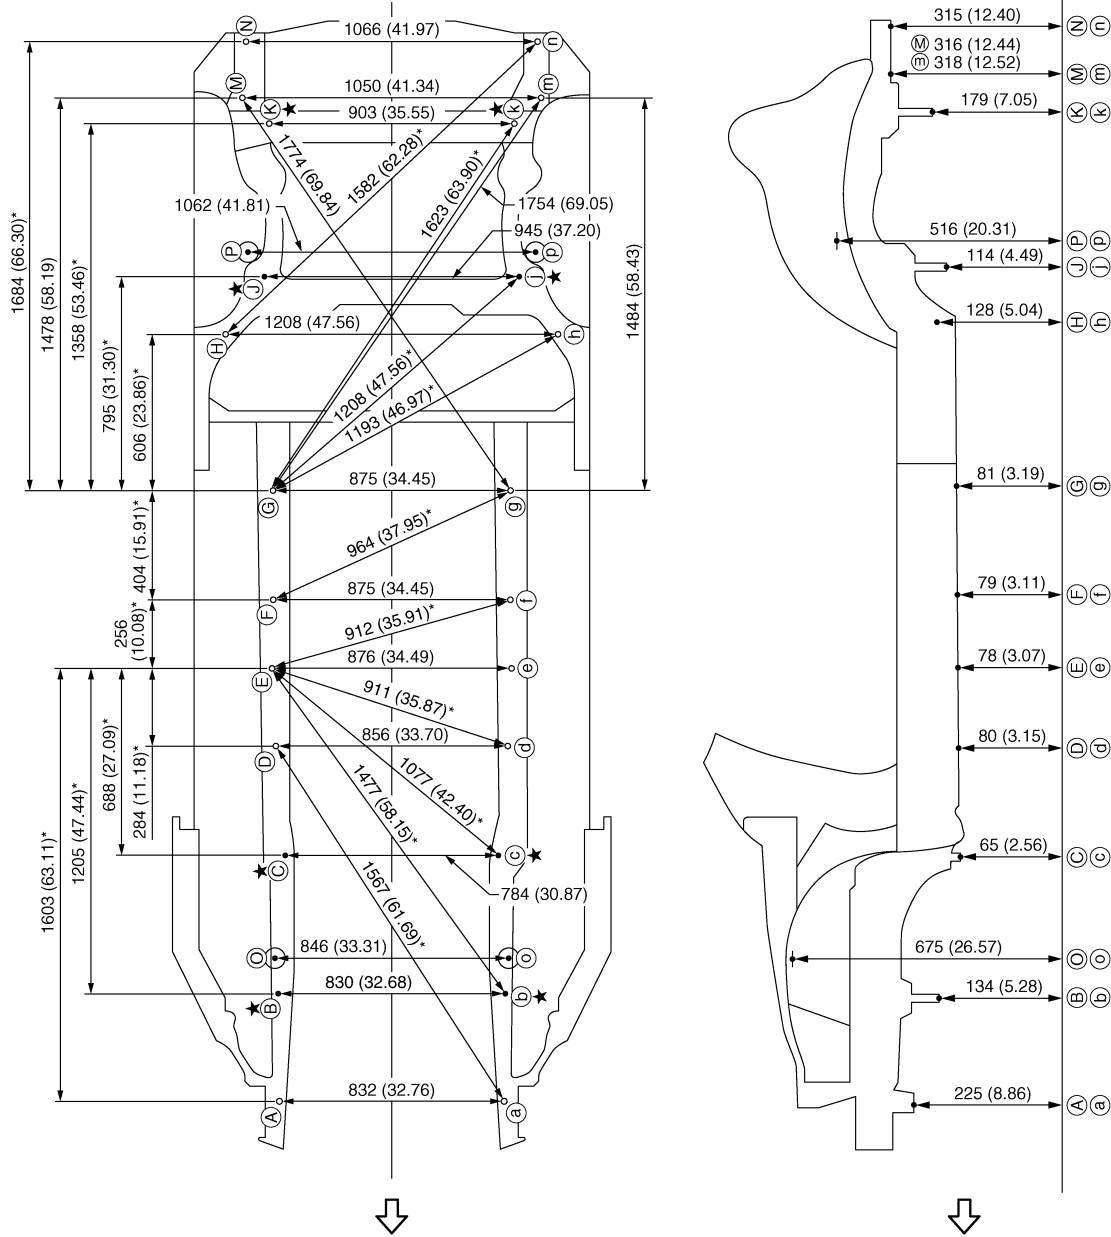 N
1066 (41.97)
n
M
1050 (41.34)
m
K ★
903 (35.55)
★ k
1774 (69.84)
1582 (62.28)*
1623 (63.90)*
1754 (69.05)
1062 (41.81)
945 (37.20)
P
p
★ J
j ★
1684 (66.30)*
1478 (58.19)
1358 (53.46)*
795 (31.30)*
606 (23.86)*
1484 (58.43)
H
1208 (47.56)
h
1208 (47.56)*
1193 (46.97)*
G
875 (34.45)
g
404 (15.91)*
964 (37.95)*
F
875 (34.45)
f
256
(10.08)*
912 (35.91)*
E
876 (34.49)
e
911 (35.87)*
D
856 (33.70)
d
1077 (42.40)*
1477 (58.15)*
1567 (61.69)*
284 (11.18)*
688 (27.09)*
1205 (47.44)*
1603 (63.11)*
★ C
c ★
784 (30.87)
O
846 (33.31)
o
★ B
830 (32.68)
b ★
A
832 (32.76)
a
315 (12.40) N n
M 316 (12.44)
m 318 (12.52)
M m
179 (7.05) K k
516 (20.31) P p
114 (4.49) J j
128 (5.04) H h
81 (3.19) G g
79 (3.11) F f
78 (3.07) E e
80 (3.15) D d
65 (2.56) C c
675 (26.57) O o
134 (5.28) B b
225 (8.86) A a